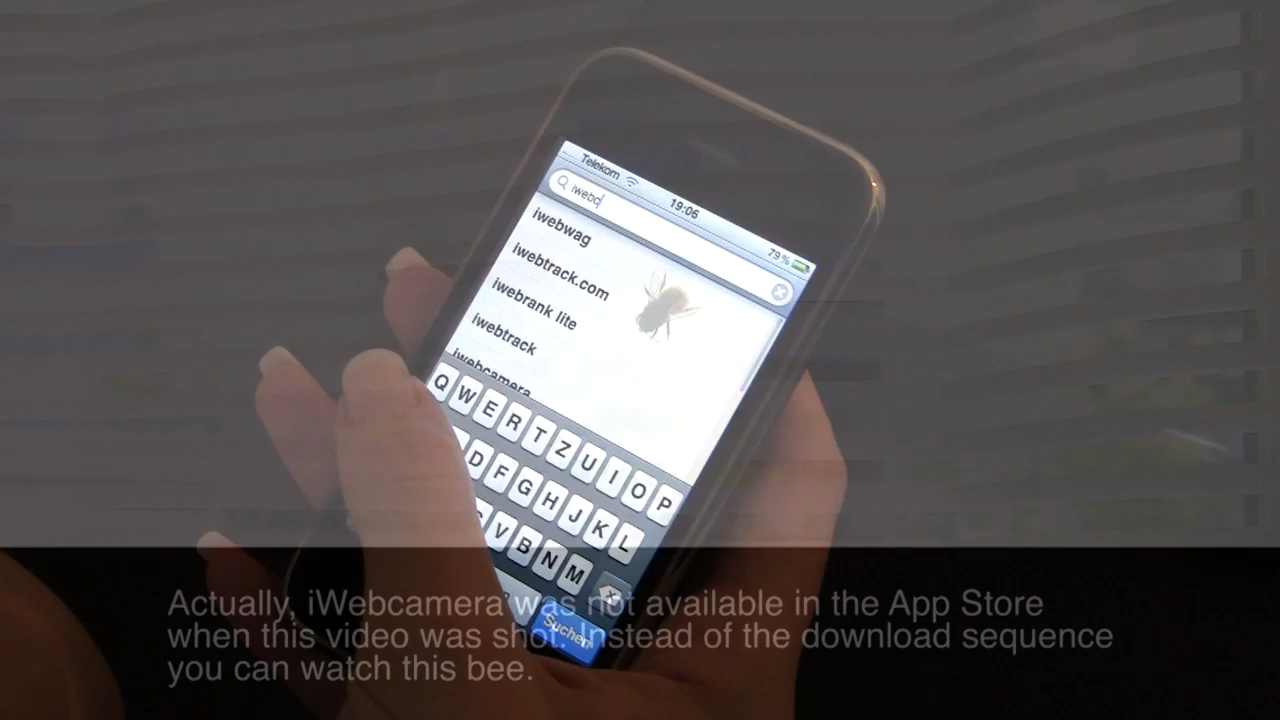 Telekom 19:06 79%
iwebc
iwebwag
iwebtrack.com
iwebrank lite
iwebtrack
iwebcamera
Q W E R T Z U I O P
D F G H J K L
V B N M
Suchen
Actually, iWebcamera was not available in the App Store
when this video was shot. Instead of the download sequence
you can watch this bee.